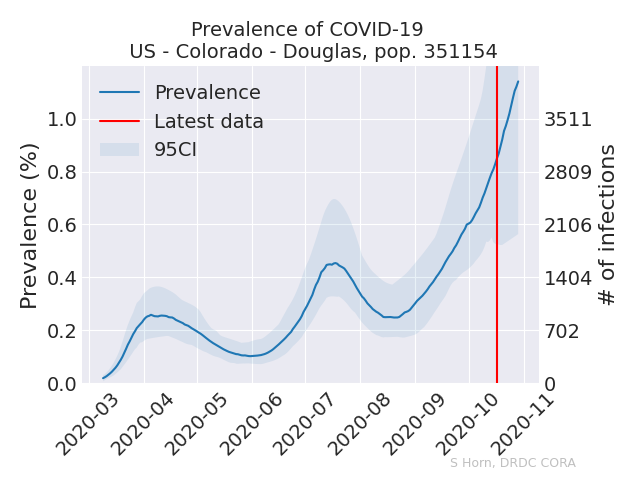 Prevalence of COVID-19
US - Colorado - Douglas, pop. 351154
Prevalence
Latest data
95CI
Prevalence (%)
1.0
0.8
0.6
0.4
0.2
0.0
3511
2809
2106
1404
702
0
# of infections
2020-03
2020-04
2020-05
2020-06
2020-07
2020-08
2020-09
2020-10
2020-11
S Horn, DRDC CORA